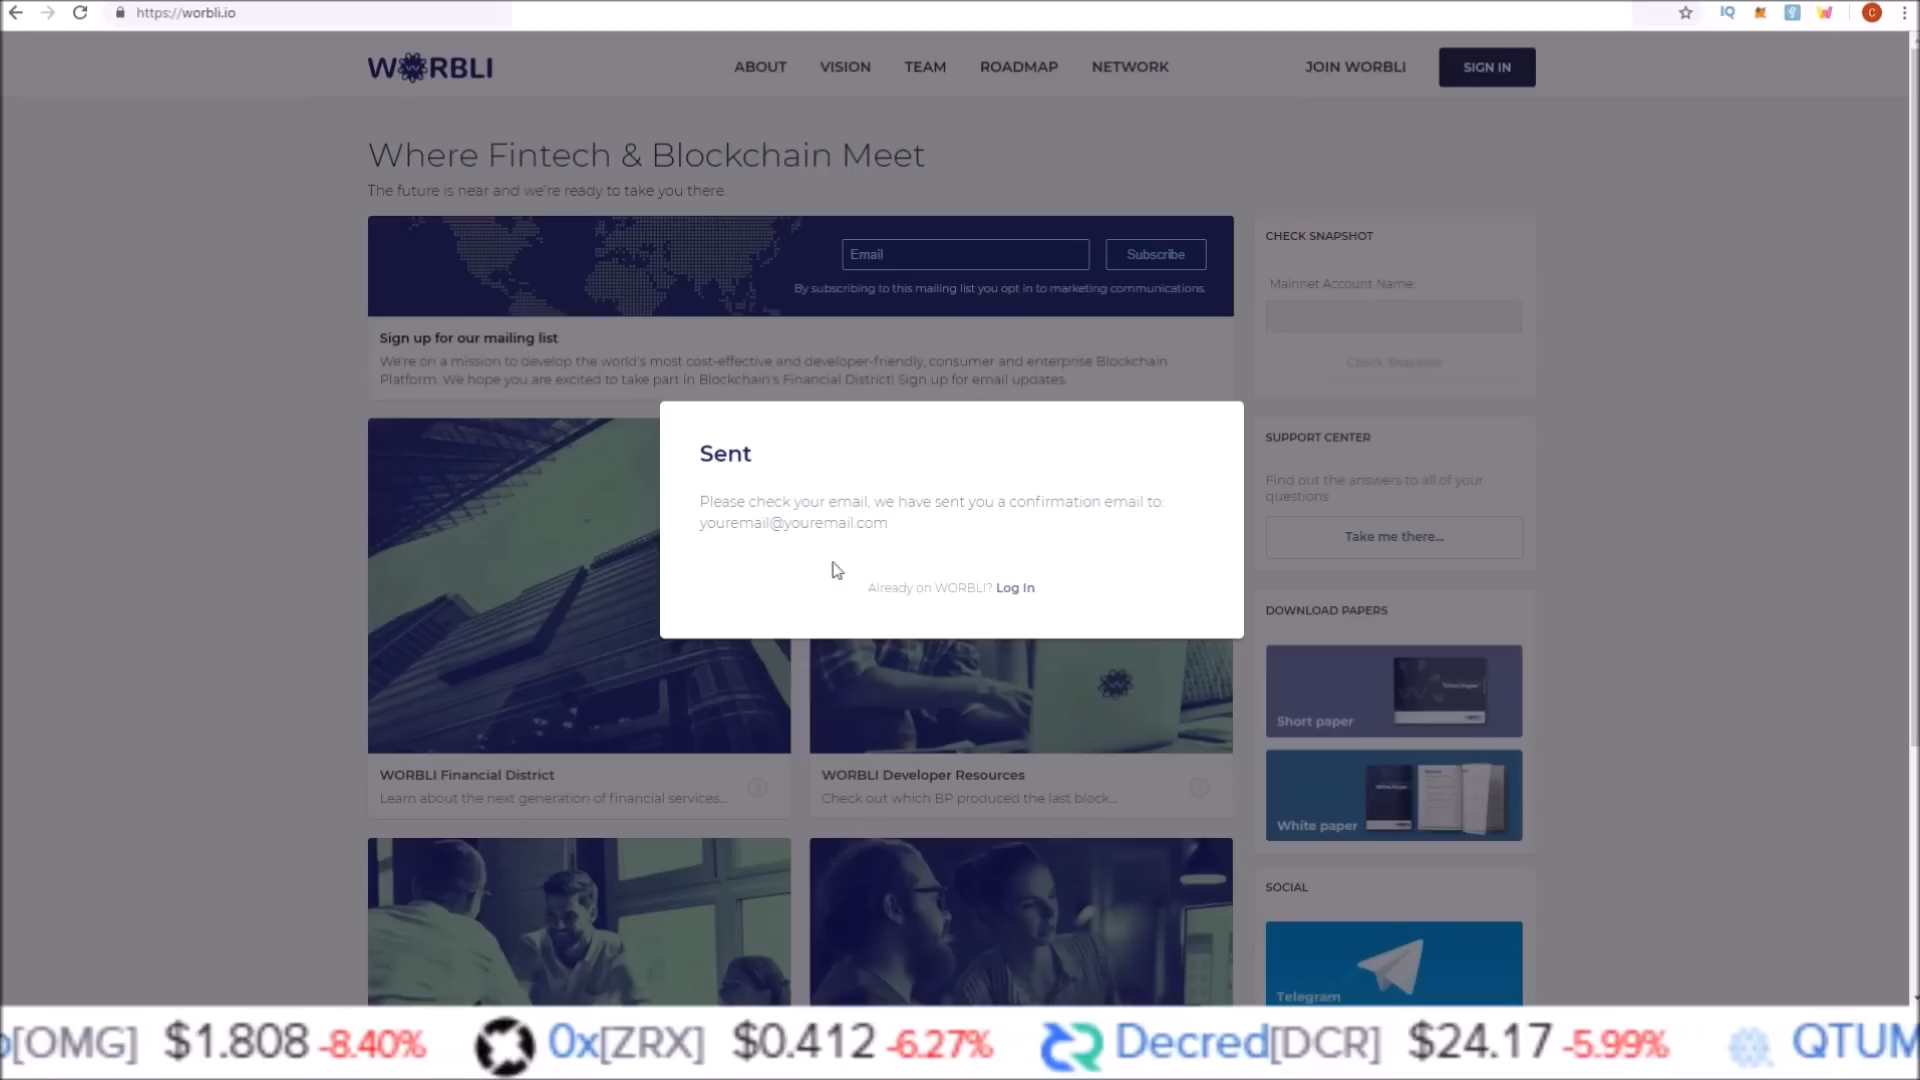 https://worbli.io
IQ
C
WORBLI
ABOUT
VISION
TEAM
ROADMAP
NETWORK
JOIN WORBLI
SIGN IN
Where Fintech & Blockchain Meet
The future is near and we're ready to take you there.
Email
Subscribe
By subscribing to this mailing list you opt in to marketing communications.
Sign up for our mailing list
We're on a mission to develop the world's most cost-effective and developer-friendly, consumer and enterprise Blockchain
Platform. We hope you are excited to take part in Blockchain's Financial District! Sign up for email updates.
CHECK SNAPSHOT
Mainnet Account Name:
Check Snapshot
SUPPORT CENTER
Find out the answers to all of your
questions
Take me there...
Sent
Please check your email, we have sent you a confirmation email to:
youremail@youremail.com
Already on WORBLI? Log In
DOWNLOAD PAPERS
Short paper
White paper
WORBLI Financial District
Learn about the next generation of financial services...
WORBLI Developer Resources
Check out which BP produced the last block...
SOCIAL
Telegram
[OMG] $1.808 -8.40% 0x[ZRX] $0.412 -6.27% Decred[DCR] $24.17 -5.99% QTUM